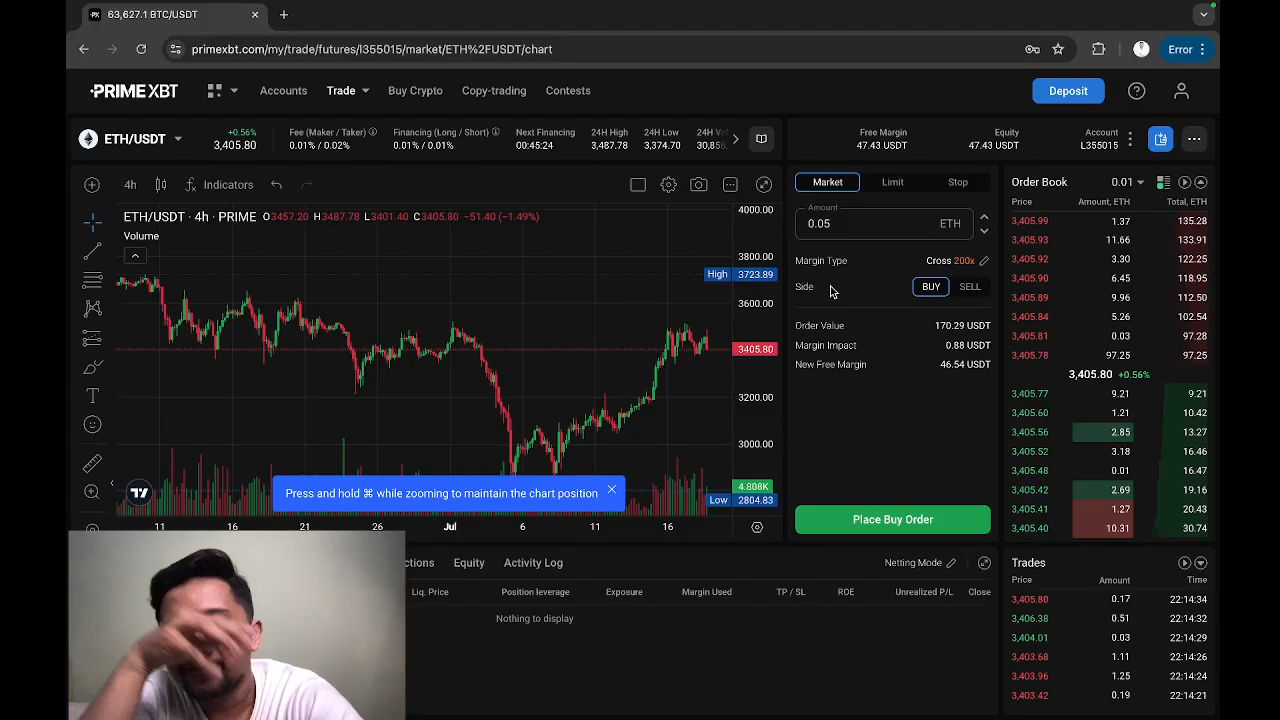 PX 63,627.1 BTC/USDT
primexbt.com/my/trade/futures/l355015/market/ETH%2FUSDT/chart
Error
PRIME XBT
Accounts
Trade
Buy Crypto
Copy-trading
Contests
Deposit
ETH/USDT
+0.56%
3,405.80
Fee (Maker / Taker)
0.01% / 0.02%
Financing (Long / Short)
0.01% / 0.01%
Next Financing
00:45:24
24H High
3,487.78
24H Low
3,374.70
24H Vo
30,858.
Free Margin
47.43 USDT
Equity
47.43 USDT
Account
L355015
4h
Indicators
ETH/USDT · 4h · PRIME O3457.20 H3487.78 L3401.40 C3405.80 −51.40 (−1.49%)
Volume
4000.00
3800.00
High 3723.89
3600.00
3405.80
3200.00
3000.00
4.808K
Low 2804.83
Press and hold ⌘ while zooming to maintain the chart position
11 16 21 26 Jul 6 11 16
Market
Limit
Stop
Amount
0.05 ETH
Margin Type Cross 200x
Side BUY SELL
Order Value 170.29 USDT
Margin Impact 0.88 USDT
New Free Margin 46.54 USDT
Place Buy Order
Order Book 0.01
Price Amount, ETH Total, ETH
3,405.99 1.37 135.28
3,405.93 11.66 133.91
3,405.92 3.30 122.25
3,405.90 6.45 118.95
3,405.89 9.96 112.50
3,405.84 5.26 102.54
3,405.81 0.03 97.28
3,405.78 97.25 97.25
3,405.80 +0.56%
3,405.77 9.21 9.21
3,405.60 1.21 10.42
3,405.56 2.85 13.27
3,405.52 3.18 16.46
3,405.48 0.01 16.47
3,405.42 2.69 19.16
3,405.41 1.27 20.43
3,405.40 10.31 30.74
ctions
Equity
Activity Log
Netting Mode
Liq. Price
Position leverage
Exposure
Margin Used
TP / SL
ROE
Unrealized P/L
Close
Nothing to display
Trades
Price Amount Time
3,405.80 0.17 22:14:34
3,406.38 0.51 22:14:32
3,404.01 0.03 22:14:29
3,403.68 1.11 22:14:26
3,403.96 1.25 22:14:24
3,403.42 0.19 22:14:21